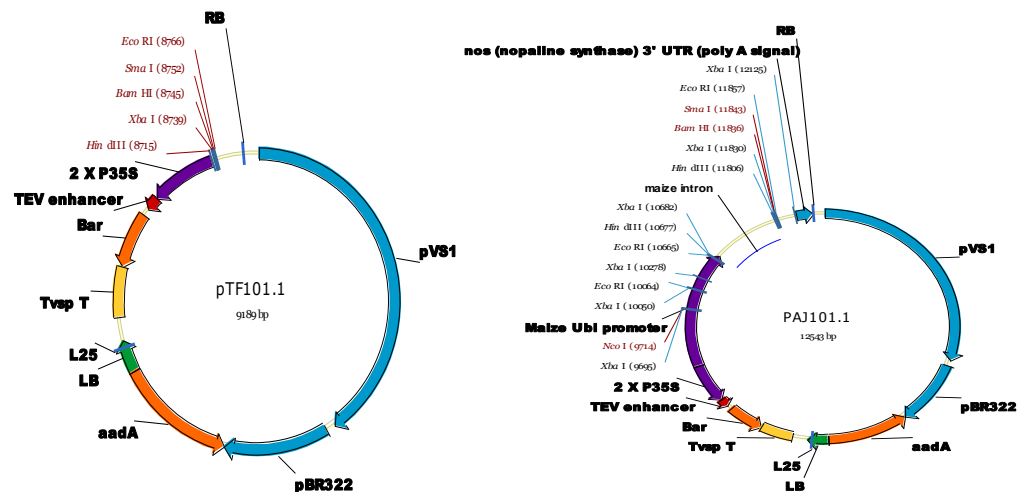 RB
Eco RI (8766)
Sma I (8752)
Bam HI (8745)
Xba I (8739)
Hin dIII (8715)
2 X P35S
TEV enhancer
Bar
Tvsp T
L25
LB
aadA
pBR322
pVS1
pTF101.1
9189 bp
RB
nos (nopaline synthase) 3' UTR (poly A signal)
Xba I (12125)
Eco RI (11857)
Sma I (11843)
Bam HI (11836)
Xba I (11830)
Hin dIII (11806)
maize intron
Xba I (10682)
Hin dIII (10677)
Eco RI (10665)
Xba I (10278)
Eco RI (10064)
Xba I (10050)
Maize Ubi promoter
Nco I (9714)
Xba I (9695)
2 X P35S
TEV enhancer
Bar
Tvsp T
L25
LB
aadA
pBR322
pVS1
PAJ101.1
12543 bp